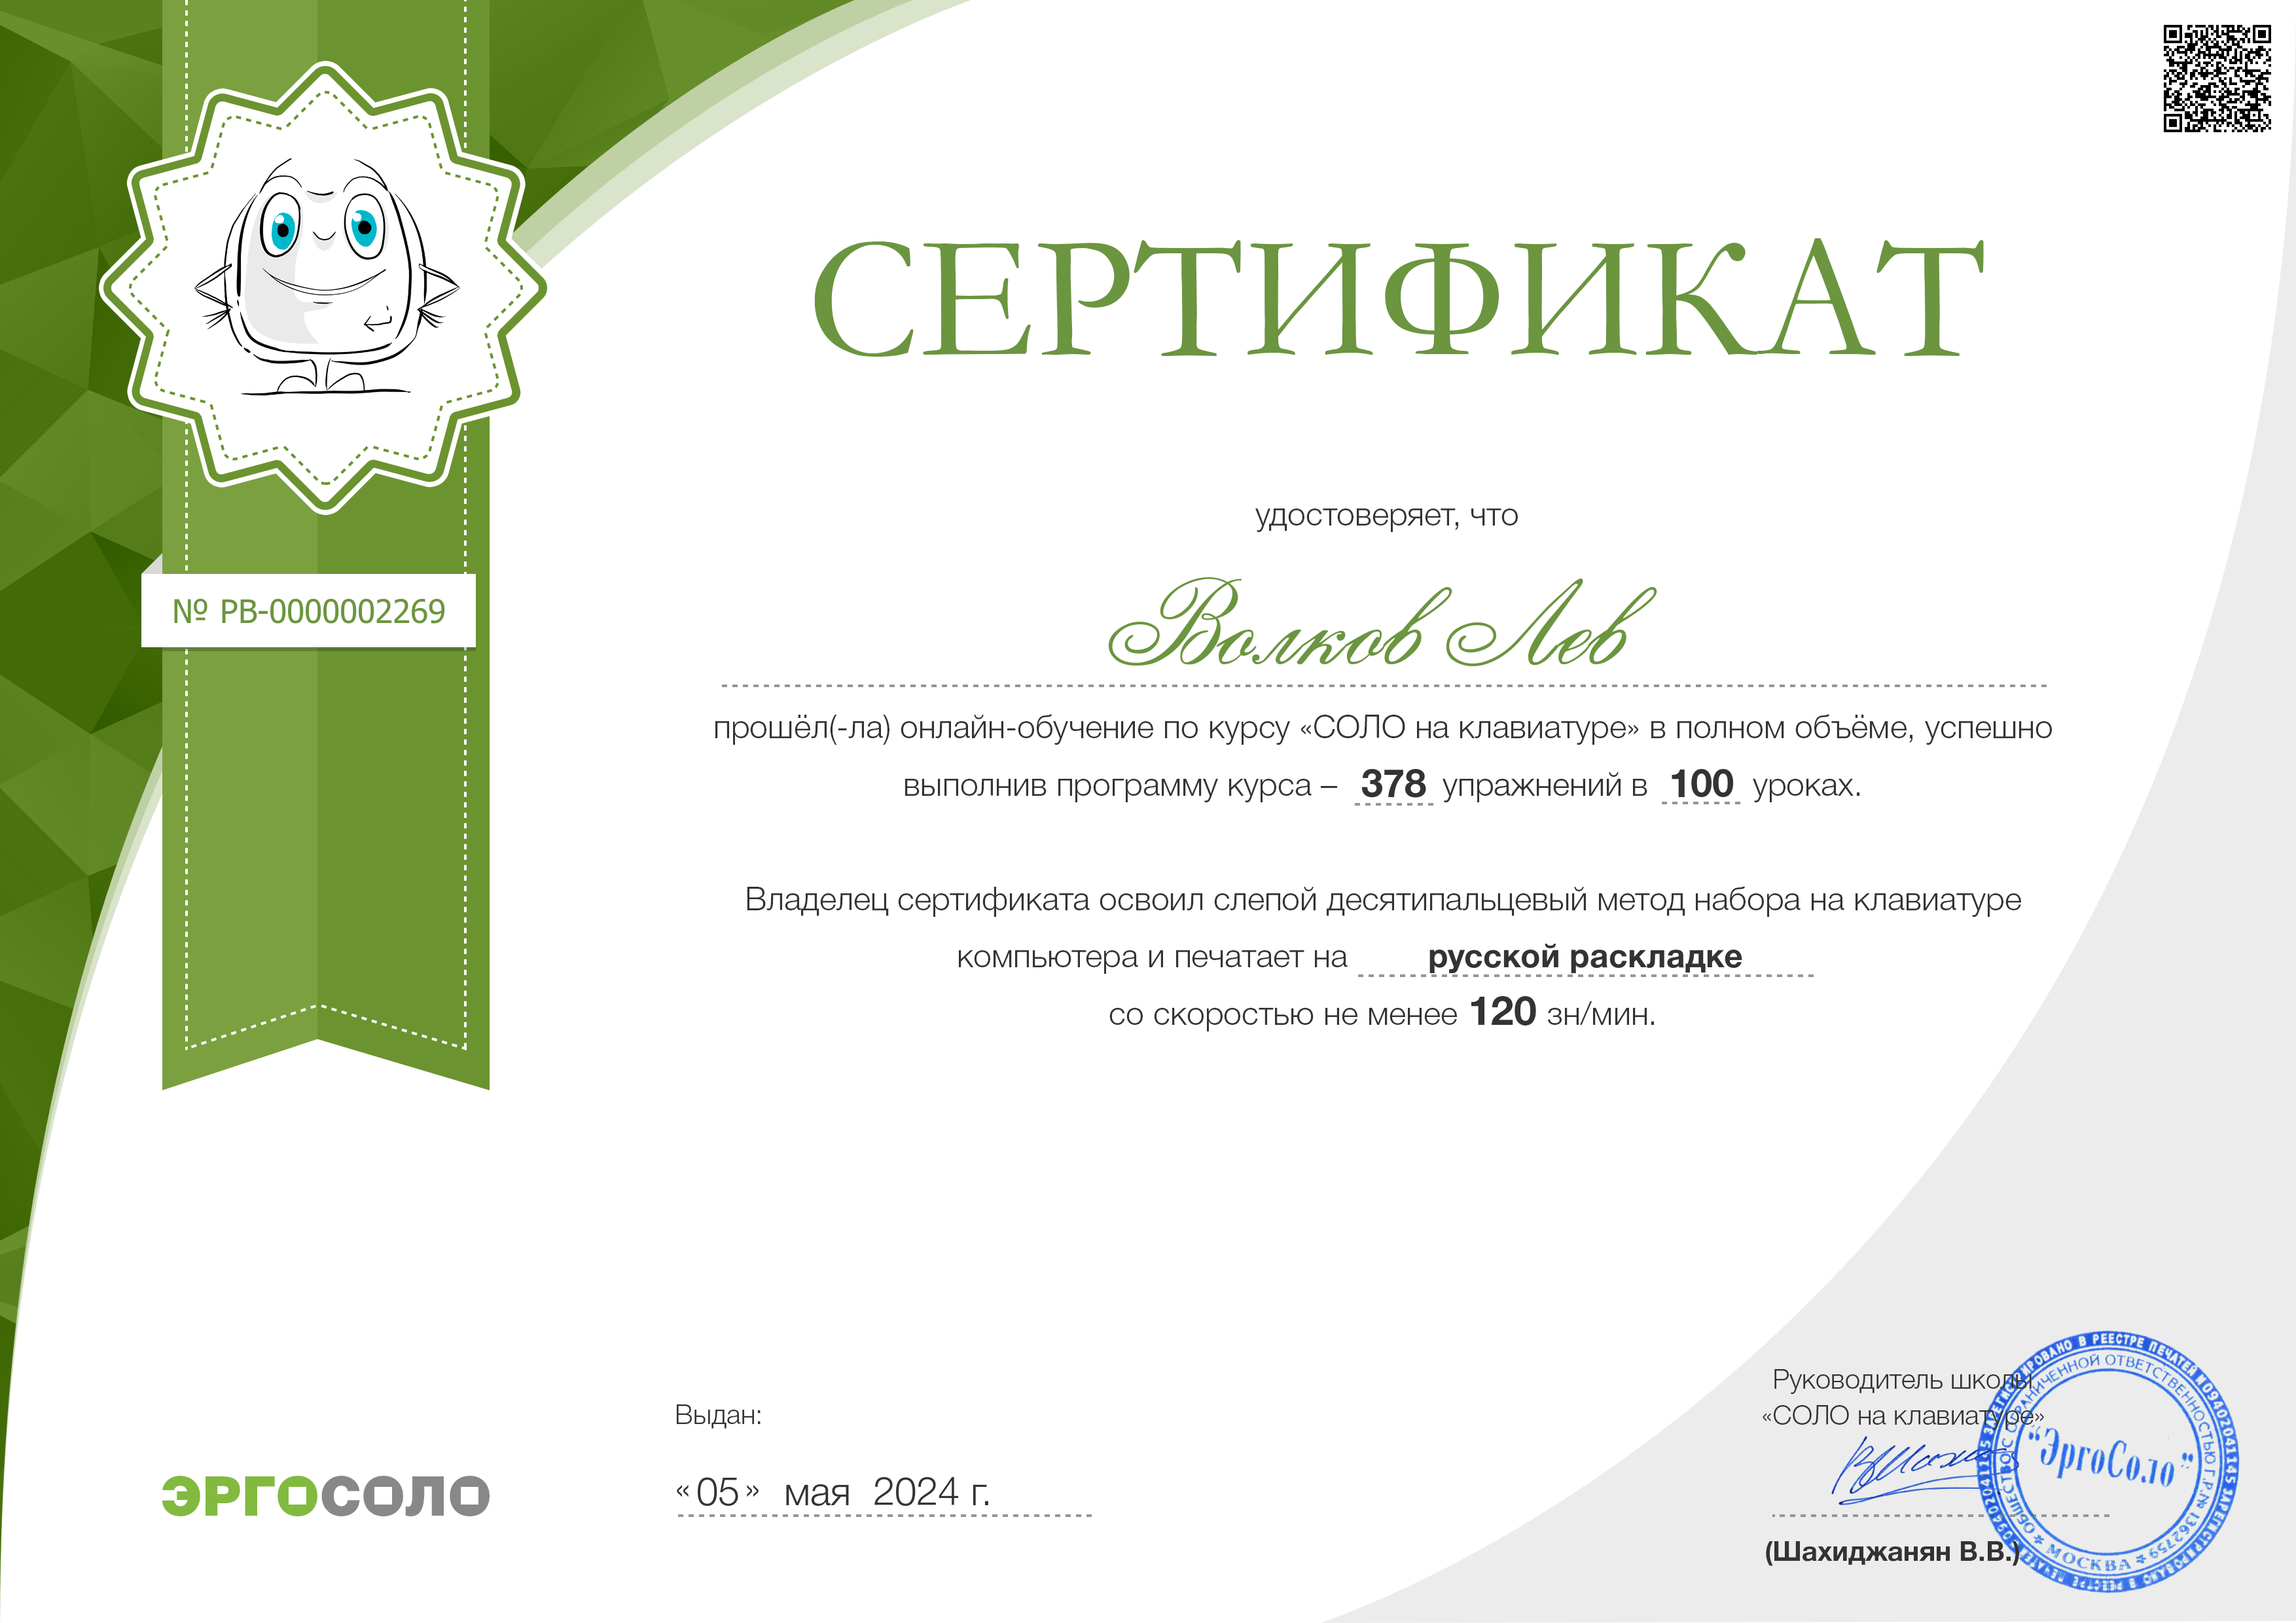 СЕРТИФИКАТ
удостоверяет, что
№ РВ-0000002269
Волков Лев
прошёл(-ла) онлайн-обучение по курсу «СОЛО на клавиатуре» в полном объёме, успешно
выполнив программу курса – 378 упражнений в 100 уроках.
Владелец сертификата освоил слепой десятипальцевый метод набора на клавиатуре
компьютера и печатает на русской раскладке
со скоростью не менее 120 зн/мин.
Руководитель школы
«СОЛО на клавиатуре»
Выдан:
«05» мая 2024 г.
ЭРГОСОЛО
(Шахиджанян В.В.)
"ЭргоСоло"
ОБЩЕСТВО С ОГРАНИЧЕННОЙ ОТВЕТСТВЕННОСТЬЮ Г.Р.№ 1362759
* МОСКВА *